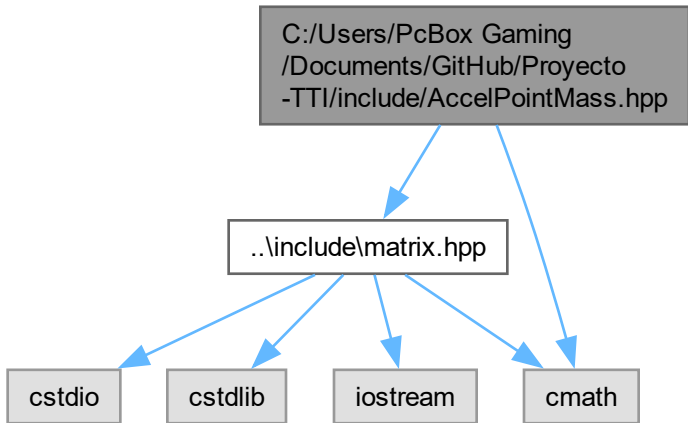 C:/Users/PcBox Gaming
/Documents/GitHub/Proyecto
-TTI/include/AccelPointMass.hpp
..\include\matrix.hpp
cstdio
cstdlib
iostream
cmath